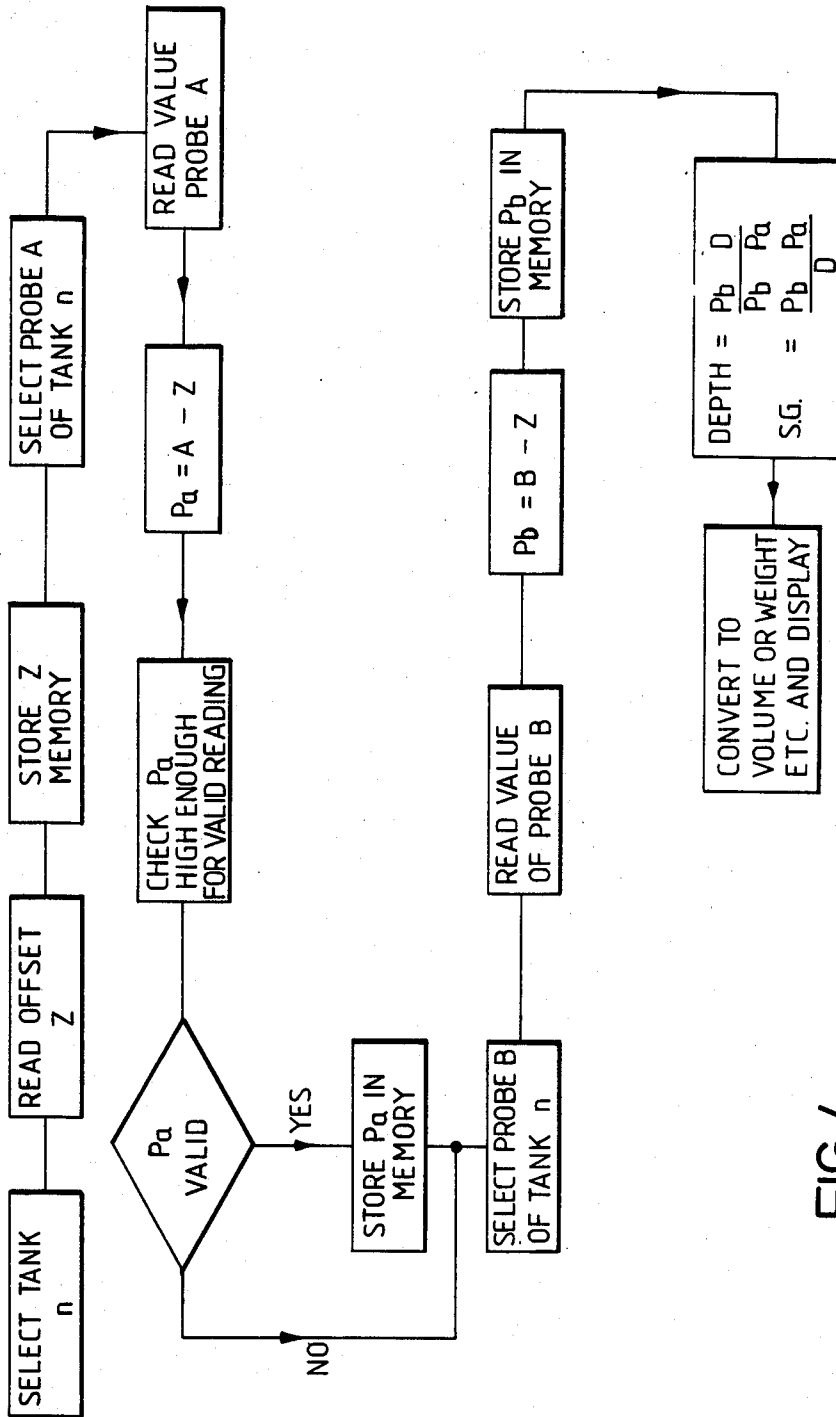 SELECT TANK
n
READ OFFSET
Z
STORE Z
MEMORY
SELECT PROBE A
OF TANK n
READ VALUE
PROBE A
Pa = A − Z
CHECK Pa
HIGH ENOUGH
FOR VALID READING
Pa
VALID
YES
NO
STORE Pa IN
MEMORY
SELECT PROBE B
OF TANK n
READ VALUE
OF PROBE B
Pb = B − Z
STORE Pb IN
MEMORY
DEPTH = Pb D
Pb Pa
S.G. = Pb Pa
D
CONVERT TO
VOLUME OR WEIGHT
ETC. AND DISPLAY